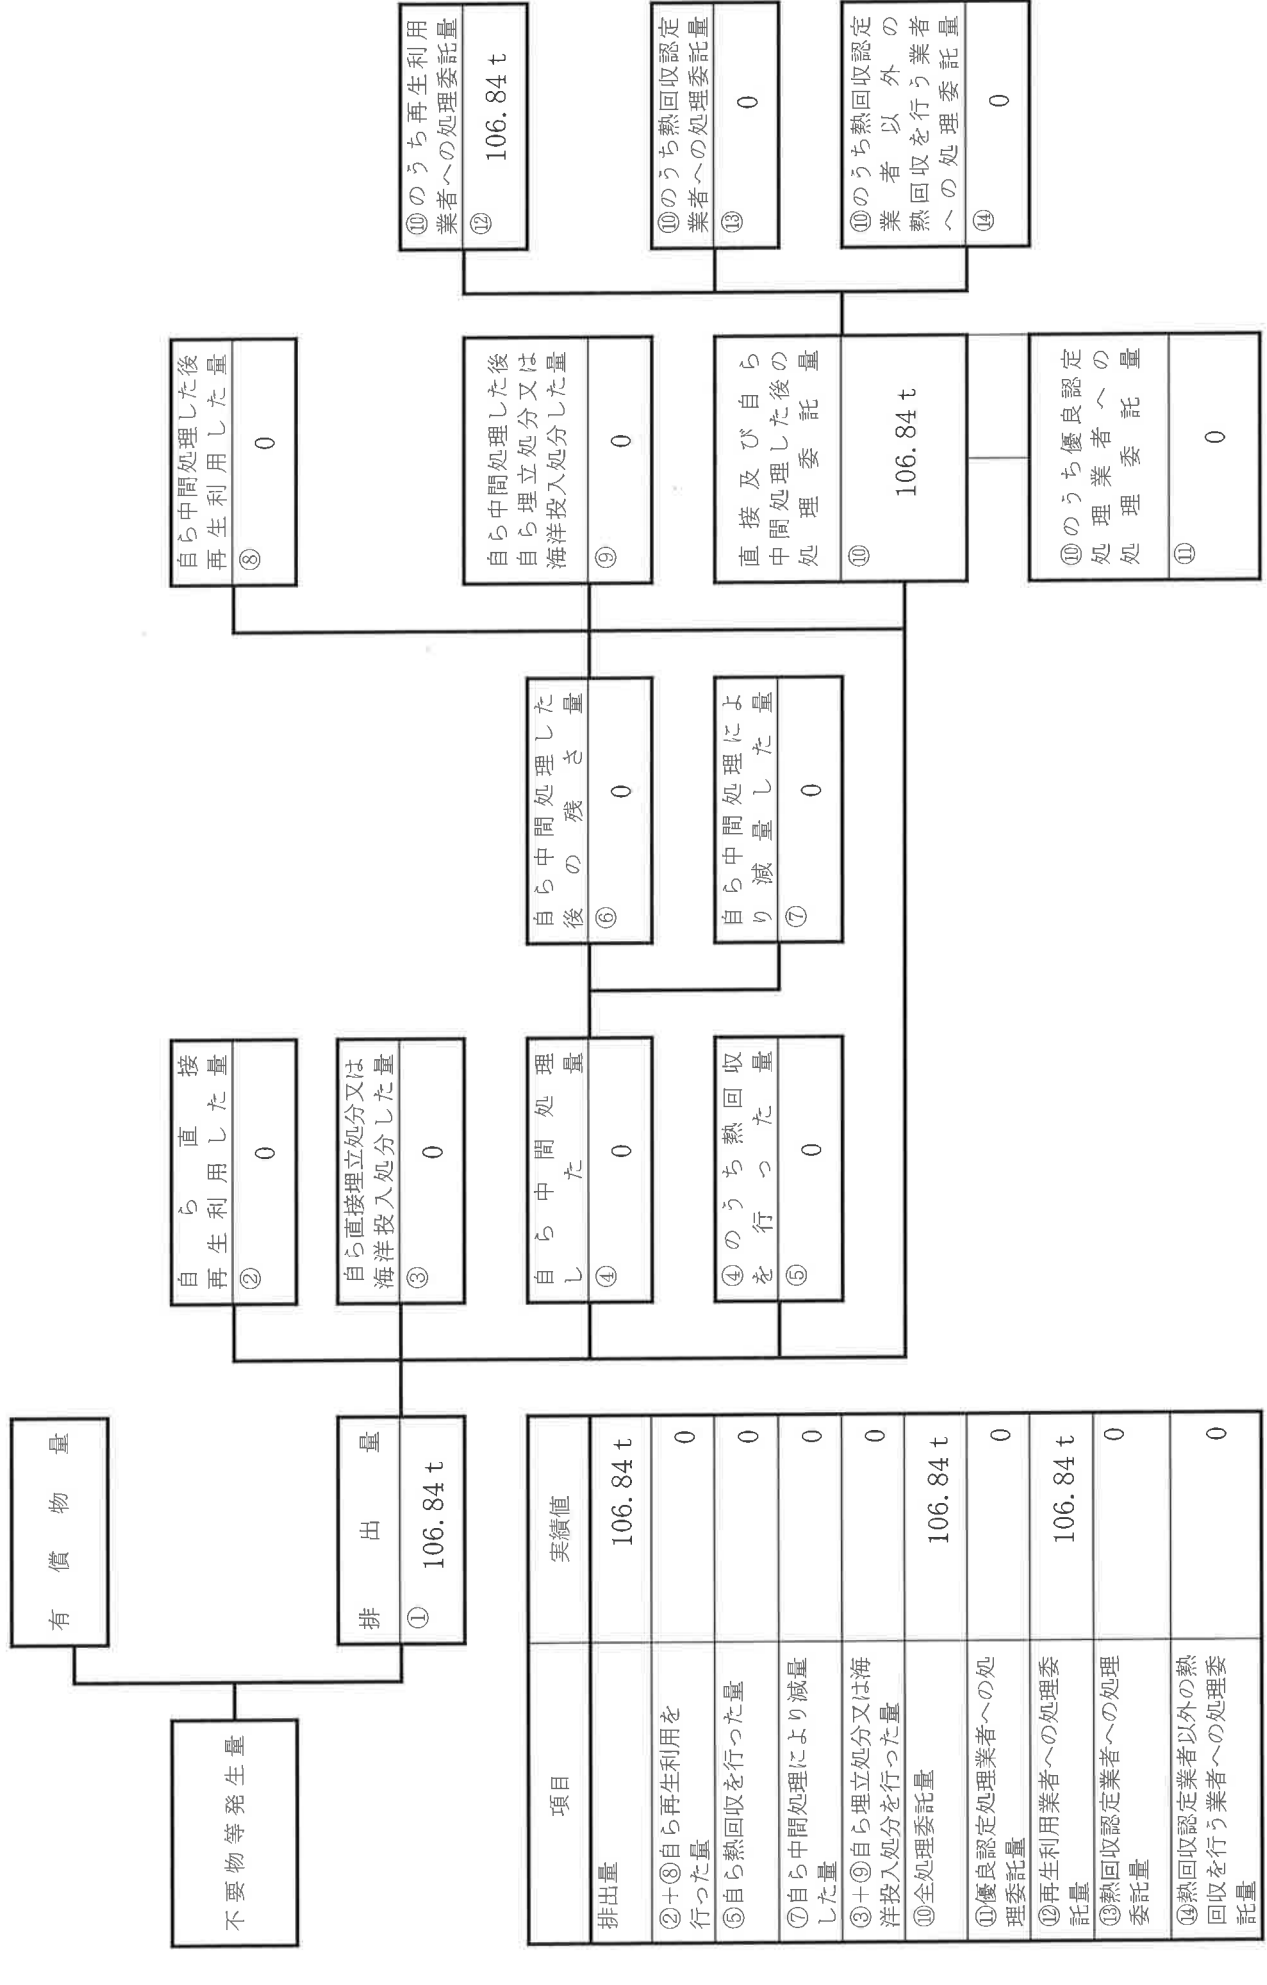 不要物等発生量
有償物量
排出量
① 106.84t
自ら直接
再生利用した量
② 0
自ら直接埋立処分又は
海洋投入処分した量
③ 0
自ら中間処理
した量
④ 0
④のうち熱回収
を行った量
⑤ 0
自ら中間処理した
後の残さ量
⑥ 0
自ら中間処理によ
り減量した量
⑦ 0
自ら中間処理した後
再生利用した量
⑧ 0
自ら中間処理した後
自ら埋立処分又は
海洋投入処分した量
⑨ 0
直接及び自ら
中間処理した後の
処理委託量
⑩ 106.84t
⑩のうち優良認定
処理業者への
処理委託量
⑪ 0
⑩のうち再生利用
業者への処理委託量
⑫ 106.84t
⑩のうち熱回収認定
業者への処理委託量
⑬ 0
⑩のうち熱回収認定
業者以外の
熱回収を行う業者
への処理委託量
⑭ 0
項目 実績値
排出量 106.84t
②＋⑧自ら再生利用を
行った量 0
⑤自ら熱回収を行った量 0
⑦自ら中間処理により減量
した量 0
③＋⑨自ら埋立処分又は海
洋投入処分を行った量 0
⑩全処理委託量 106.84t
⑪優良認定処理業者への処
理委託量 0
⑫再生利用業者への処理委
託量 106.84t
⑬熱回収認定業者への処理
委託量 0
⑭熱回収認定業者以外の熱
回収を行う業者への処理委
託量 0